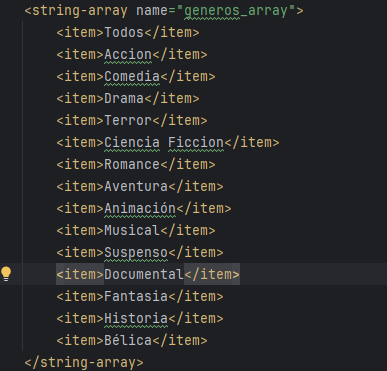 <string-array name="generos_array">
<item>Todos</item>
<item>Accion</item>
<item>Comedia</item>
<item>Drama</item>
<item>Terror</item>
<item>Ciencia Ficcion</item>
<item>Romance</item>
<item>Aventura</item>
<item>Animación</item>
<item>Musical</item>
<item>Suspenso</item>
<item>Documental</item>
<item>Fantasia</item>
<item>Historia</item>
<item>Bélica</item>
</string-array>